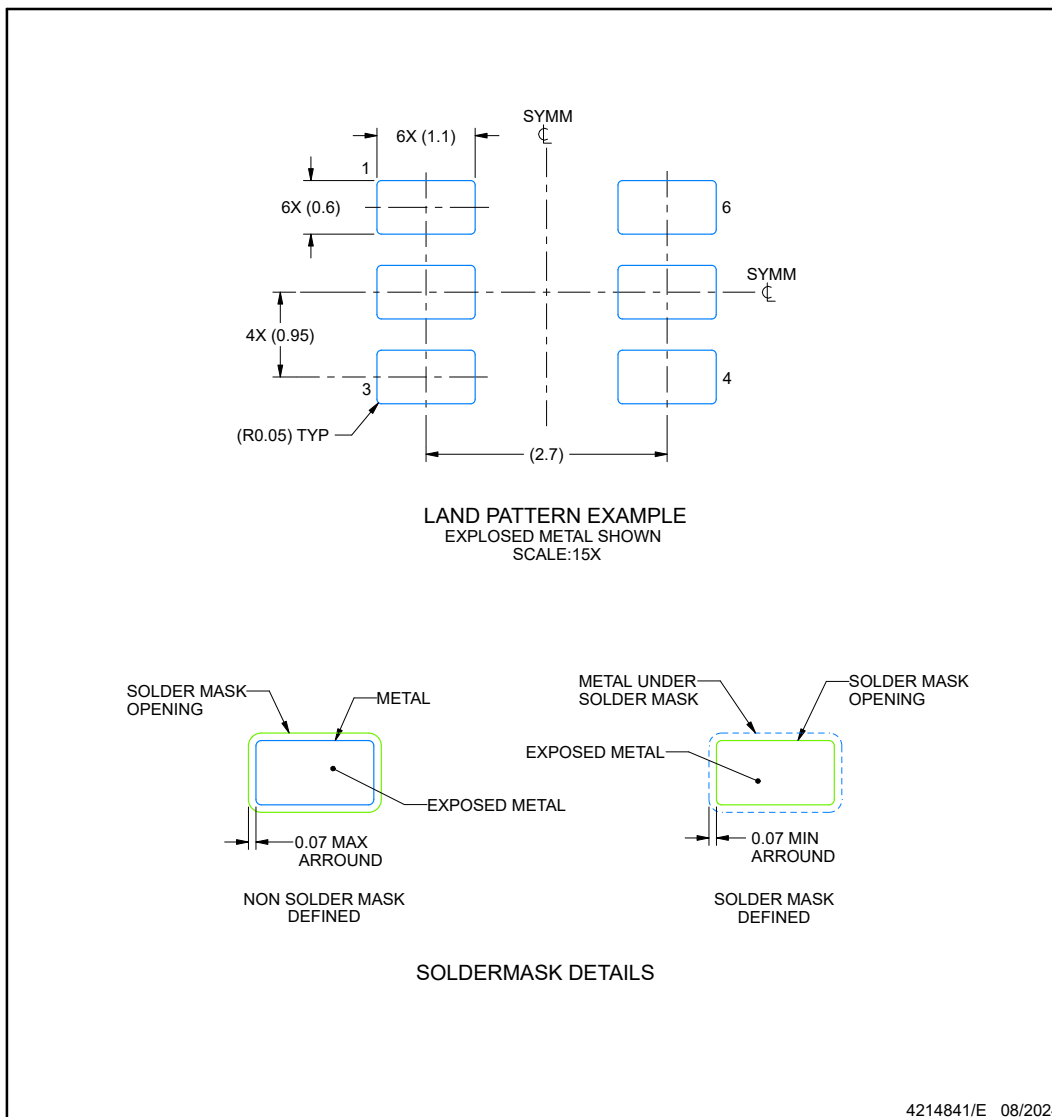 SYMM
℄
6X (1.1)
1
6X (0.6)
6
SYMM
℄
4X (0.95)
3
4
(R0.05) TYP
(2.7)
LAND PATTERN EXAMPLE
EXPLOSED METAL SHOWN
SCALE:15X
SOLDER MASK
OPENING
METAL
EXPOSED METAL
0.07 MAX
ARROUND
NON SOLDER MASK
DEFINED
METAL UNDER
SOLDER MASK
SOLDER MASK
OPENING
EXPOSED METAL
0.07 MIN
ARROUND
SOLDER MASK
DEFINED
SOLDERMASK DETAILS
4214841/E